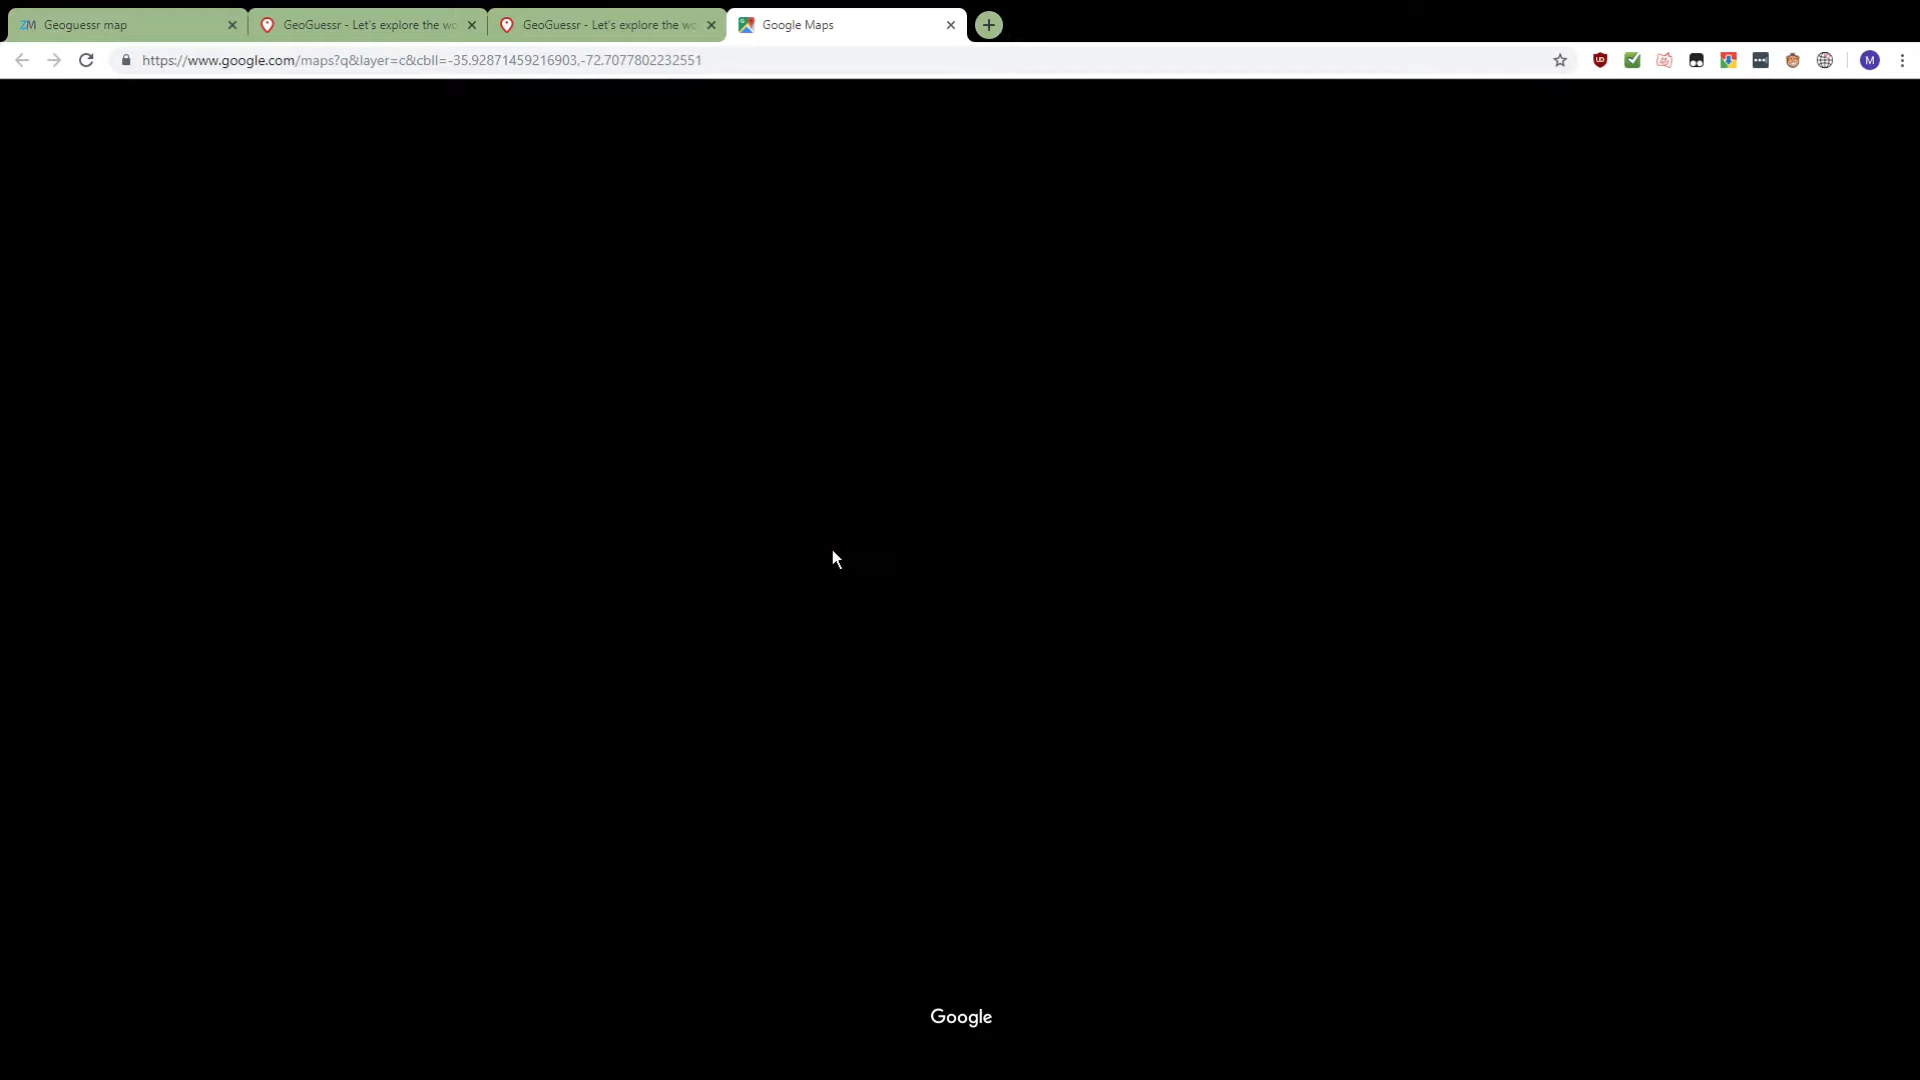 ZM Geoguessr map
GeoGuessr - Let's explore the wo
GeoGuessr - Let's explore the wo
Google Maps
https://www.google.com/maps?q&layer=c&cbll=-35.92871459216903,-72.7077802232551
M
Google